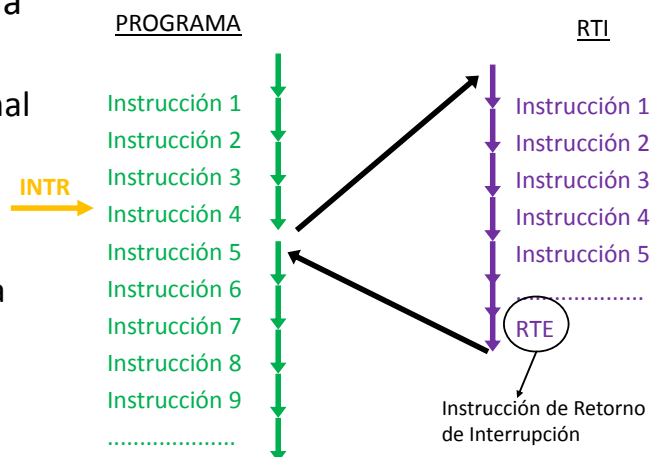 a
PROGRAMA
nal
Instrucción 1
Instrucción 2
Instrucción 3
INTR
Instrucción 4
Instrucción 5
a
Instrucción 6
Instrucción 7
Instrucción 8
Instrucción 9
....................
RTI
Instrucción 1
Instrucción 2
Instrucción 3
Instrucción 4
Instrucción 5
....................
RTE
Instrucción de Retorno
de Interrupción